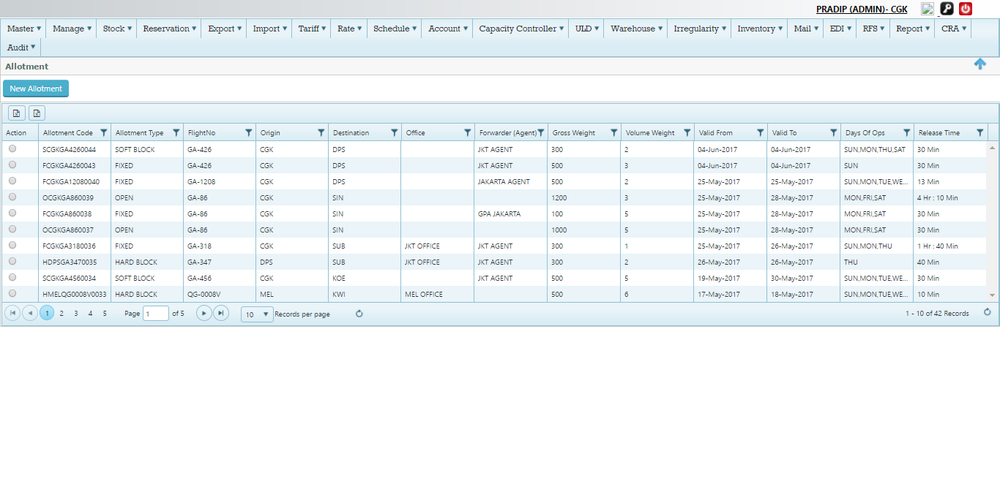 PRADIP (ADMIN)- CGK
Master Manage Stock Reservation Export Import Tariff Rate Schedule Account Capacity Controller ULD Warehouse Irregularity Inventory Mail EDI RFS Report CRA
Audit
Allotment
New Allotment
Action Allotment Code Allotment Type FlightNo Origin Destination Office Forwarder (Agent) Gross Weight Volume Weight Valid From Valid To Days Of Ops Release Time
SCGKGA4260044 SOFT BLOCK GA-426 CGK DPS JKT AGENT 300 2 04-Jun-2017 04-Jun-2017 SUN,MON,THU,SAT 30 Min
FCGKGA4260043 FIXED GA-426 CGK DPS JKT AGENT 500 3 04-Jun-2017 04-Jun-2017 SUN 30 Min
FCGKGA12080040 FIXED GA-1208 CGK DPS JAKARTA AGENT 500 2 25-May-2017 25-May-2017 SUN,MON,TUE,WE... 13 Min
OCGKGA860039 OPEN GA-86 CGK SIN 1200 3 25-May-2017 28-May-2017 MON,FRI,SAT 4 Hr : 10 Min
FCGKGA860038 FIXED GA-86 CGK SIN GPA JAKARTA 100 5 25-May-2017 28-May-2017 MON,FRI,SAT 30 Min
OCGKGA860037 OPEN GA-86 CGK SIN 1000 5 25-May-2017 28-May-2017 MON,FRI,SAT 30 Min
FCGKGA3180036 FIXED GA-318 CGK SUB JKT OFFICE JKT AGENT 300 1 25-May-2017 26-May-2017 SUN,MON,THU 1 Hr : 40 Min
HDPSGA3470035 HARD BLOCK GA-347 DPS SUB JKT OFFICE JKT AGENT 300 2 26-May-2017 26-May-2017 THU 40 Min
SCGKGA4560034 SOFT BLOCK GA-456 CGK KOE JKT AGENT 500 5 19-May-2017 30-May-2017 SUN,MON,TUE,WE... 30 Min
HMELQG0008V0033 HARD BLOCK QG-0008V MEL KWI MEL OFFICE 500 6 17-May-2017 18-May-2017 SUN,MON,TUE,WE... 10 Min
1 2 3 4 5 Page 1 of 5 10 Records per page 1 - 10 of 42 Records